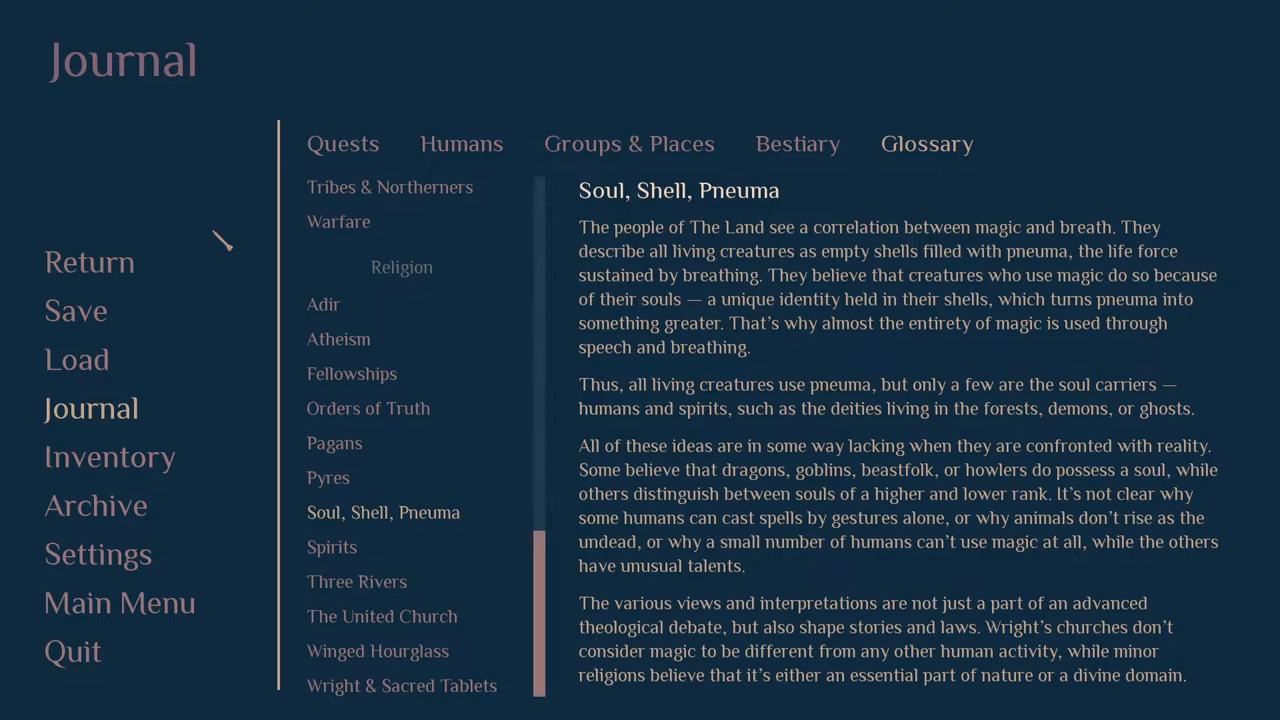 Journal
Quests Humans Groups & Places Bestiary Glossary
Return
Save
Load
Journal
Inventory
Archive
Settings
Main Menu
Quit
Tribes & Northerners
Warfare
Religion
Adir
Atheism
Fellowships
Orders of Truth
Pagans
Pyres
Soul, Shell, Pneuma
Spirits
Three Rivers
The United Church
Winged Hourglass
Wright & Sacred Tablets
Soul, Shell, Pneuma
The people of The Land see a correlation between magic and breath. They
describe all living creatures as empty shells filled with pneuma, the life force
sustained by breathing. They believe that creatures who use magic do so because
of their souls — a unique identity held in their shells, which turns pneuma into
something greater. That’s why almost the entirety of magic is used through
speech and breathing.
Thus, all living creatures use pneuma, but only a few are the soul carriers —
humans and spirits, such as the deities living in the forests, demons, or ghosts.
All of these ideas are in some way lacking when they are confronted with reality.
Some believe that dragons, goblins, beastfolk, or howlers do possess a soul, while
others distinguish between souls of a higher and lower rank. It’s not clear why
some humans can cast spells by gestures alone, or why animals don’t rise as the
undead, or why a small number of humans can’t use magic at all, while the others
have unusual talents.
The various views and interpretations are not just a part of an advanced
theological debate, but also shape stories and laws. Wright’s churches don’t
consider magic to be different from any other human activity, while minor
religions believe that it’s either an essential part of nature or a divine domain.